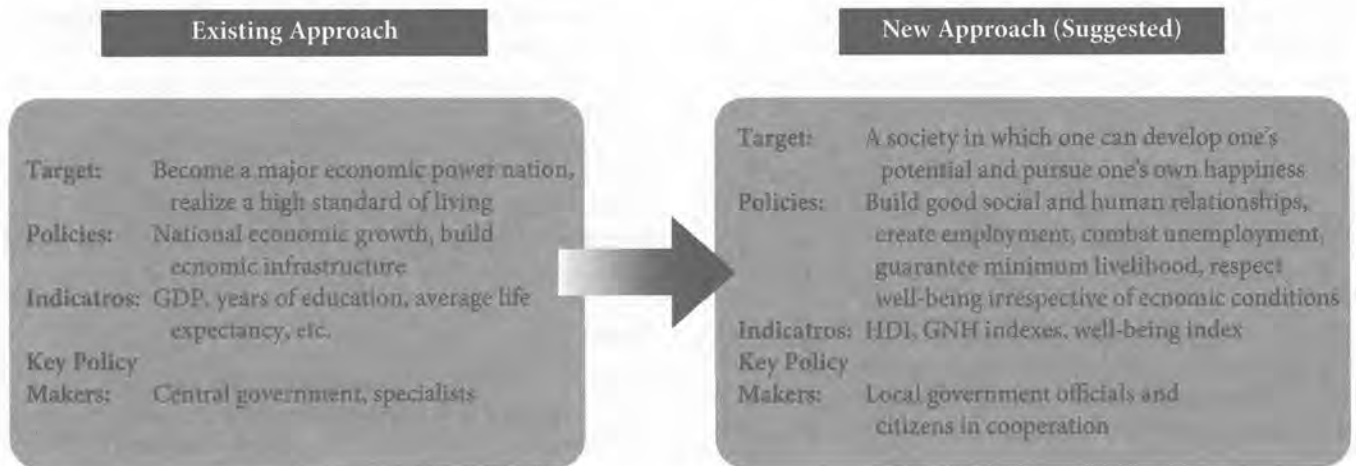 Existing Approach
Target: Become a major economic power nation,
realize a high standard of living
Policies: National economic growth, build
ecnomic infrastructure
Indicatros: GDP, years of education, average life
expectancy, etc.
Key Policy
Makers: Central government, specialists
New Approach (Suggested)
Target: A society in which one can develop one's
potential and pursue one's own happiness
Policies: Build good social and human relationships,
create employment, combat unemployment,
guarantee minimum livelihood, respect
well-being irrespective of ecnomic conditions
Indicatros: HDI, GNH indexes, well-being index
Key Policy
Makers: Local government officials and
citizens in cooperation